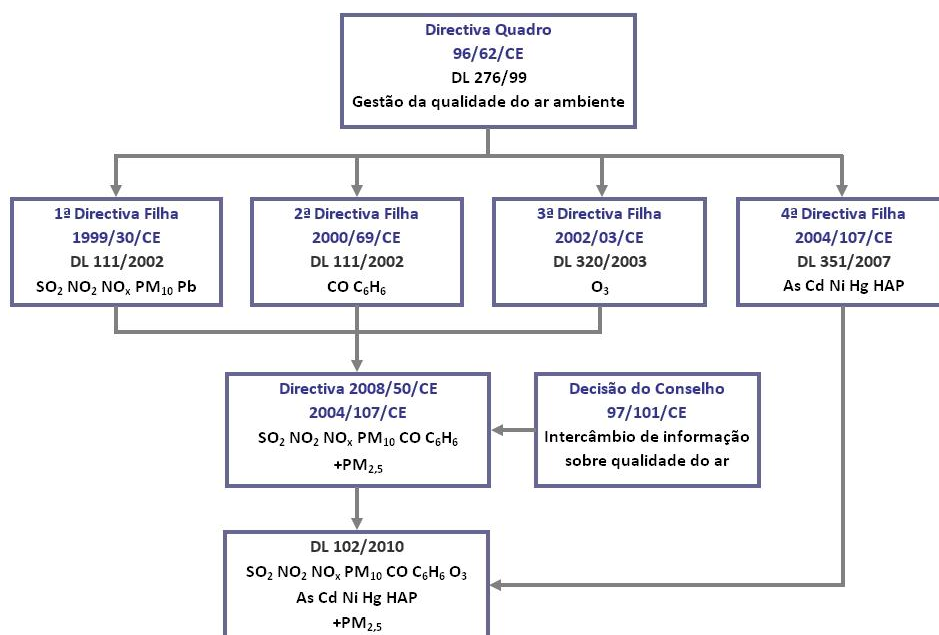 Directiva Quadro
96/62/CE
DL 276/99
Gestão da qualidade do ar ambiente
1ª Directiva Filha
1999/30/CE
DL 111/2002
SO₂ NO₂ NOₓ PM₁₀ Pb
2ª Directiva Filha
2000/69/CE
DL 111/2002
CO C₆H₆
3ª Directiva Filha
2002/03/CE
DL 320/2003
O₃
4ª Directiva Filha
2004/107/CE
DL 351/2007
As Cd Ni Hg HAP
Directiva 2008/50/CE
2004/107/CE
SO₂ NO₂ NOₓ PM₁₀ CO C₆H₆
+PM₂,₅
Decisão do Conselho
97/101/CE
Intercâmbio de informação
sobre qualidade do ar
DL 102/2010
SO₂ NO₂ NOₓ PM₁₀ CO C₆H₆ O₃
As Cd Ni Hg HAP
+PM₂,₅